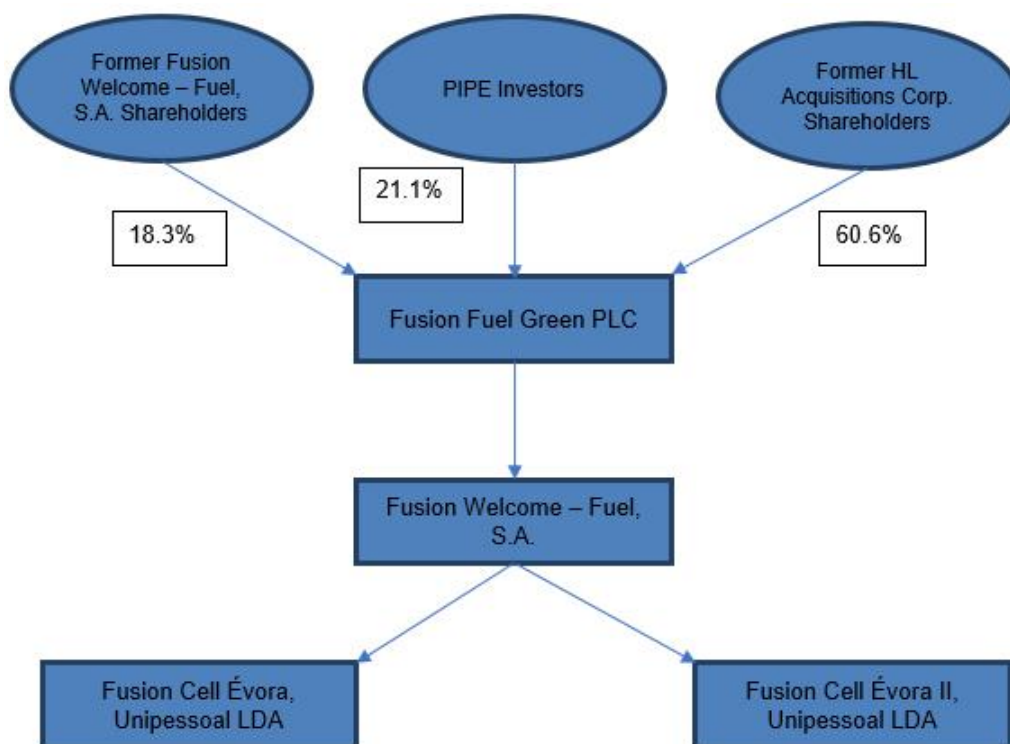 Former Fusion
Welcome – Fuel,
S.A. Shareholders
PIPE Investors
Former HL
Acquisitions Corp.
Shareholders
18.3%
21.1%
60.6%
Fusion Fuel Green PLC
Fusion Welcome – Fuel,
S.A.
Fusion Cell Évora,
Unipessoal LDA
Fusion Cell Évora II,
Unipessoal LDA